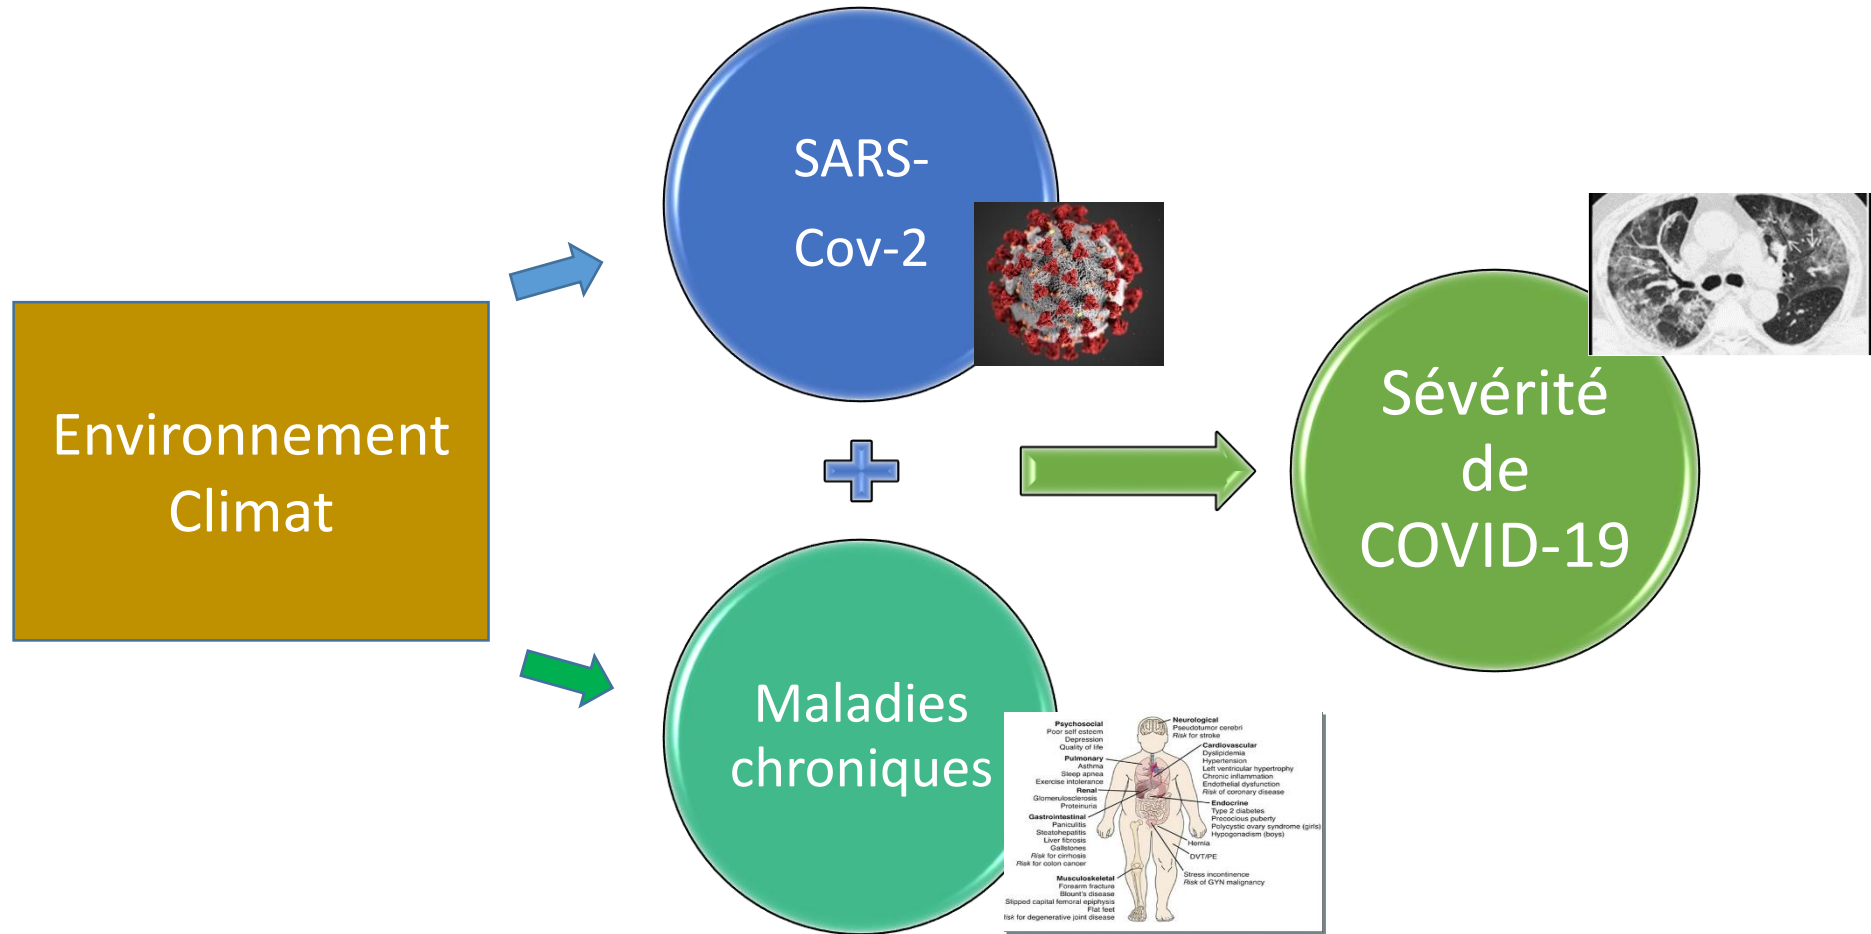 Environnement
Climat
SARS-
Cov-2
Maladies
chroniques
Sévérité
de
COVID-19
Psychosocial
Poor self esteem
Depression
Quality of life
Pulmonary
Asthma
Sleep apnea
Exercise intolerance
Renal
Glomerulosclerosis
Proteinuria
Gastrointestinal
Paniculitis
Steatohepatitis
Liver fibrosis
Gallstones
Risk for cirrhosis
Risk for colon cancer
Musculoskeletal
Forearm fracture
Blount's disease
Slipped capital femoral epiphysis
Flat feet
isk for degenerative joint disease
Neurological
Pseudotumor cerebri
Risk for stroke
Cardiovascular
Dyslipidemia
Hypertension
Left ventricular hypertrophy
Chronic inflammation
Endothelial dysfunction
Risk of coronary disease
Endocrine
Type 2 diabetes
Precocious puberty
Polycystic ovary syndrome (girls)
Hypogonadism (boys)
Hernia
DVT/PE
Stress incontinence
Risk of GYN malignancy